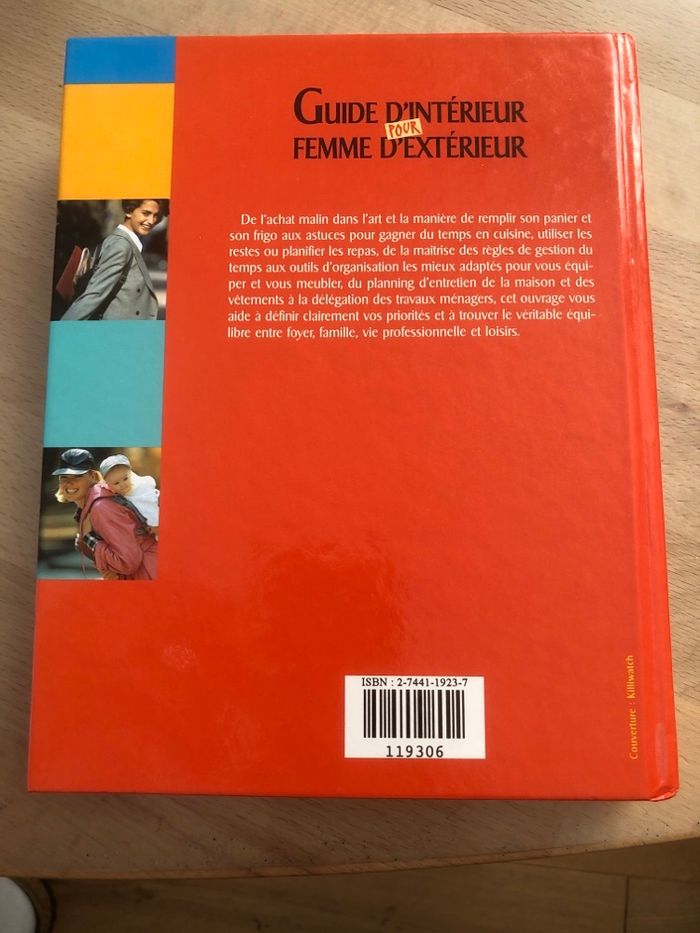 GUIDE D'INTÉRIEUR
POUR
FEMME D'EXTÉRIEUR
De l'achat malin dans l'art et la manière de remplir son panier et
son frigo aux astuces pour gagner du temps en cuisine, utiliser les
restes ou planifier les repas, de la maîtrise des règles de gestion du
temps aux outils d'organisation les mieux adaptés pour vous équi-
per et vous meubler, du planning d'entretien de la maison et des
vêtements à la délégation des travaux ménagers, cet ouvrage vous
aide à définir clairement vos priorités et à trouver le véritable équi-
libre entre foyer, famille, vie professionnelle et loisirs.
ISBN : 2-7441-1923-7
119306
Couverture : Killiwatch